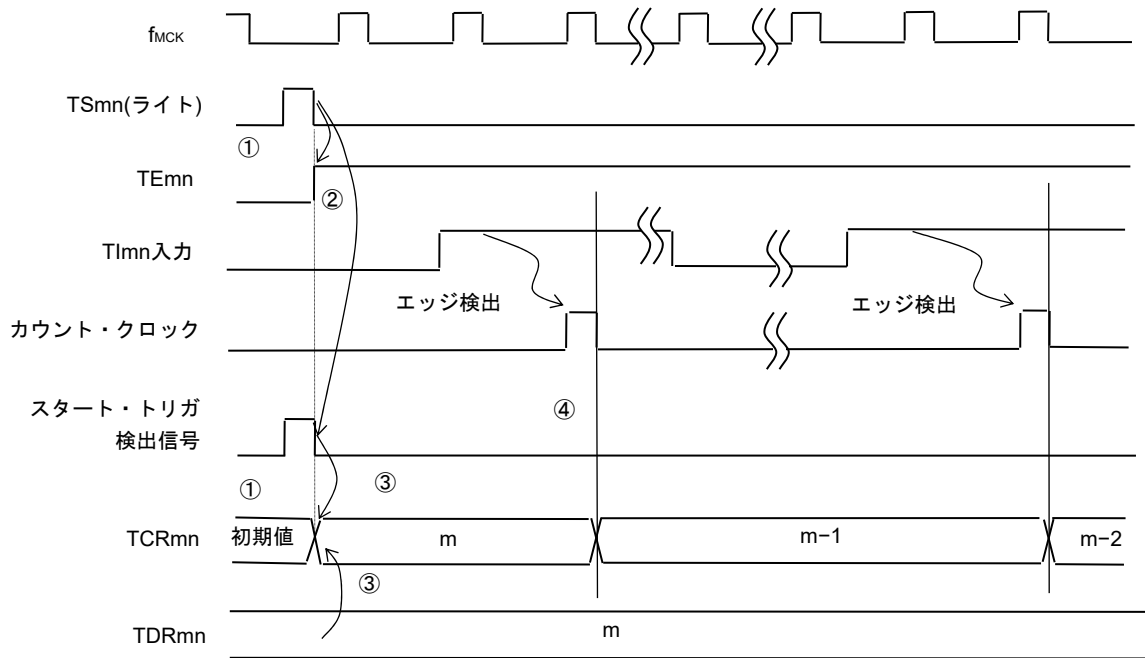 fMCK
TSmn(ライト)
①
TEmn
②
TImn入力
エッジ検出
エッジ検出
カウント・クロック
スタート・トリガ
検出信号
④
①
③
TCRmn
初期値
m
m-1
m-2
③
TDRmn
m